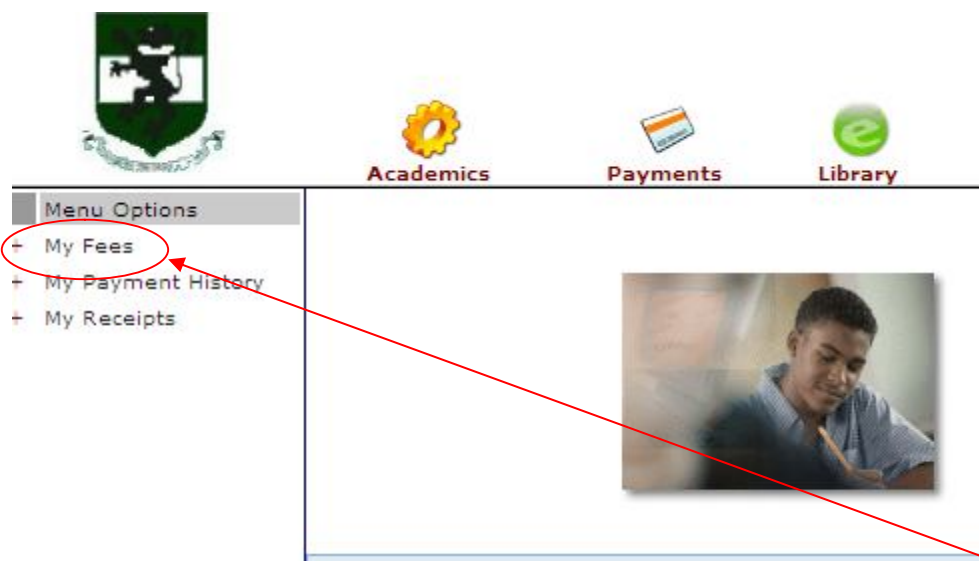 Academics Payments Library
Menu Options
+ My Fees
+ My Payment History
+ My Receipts